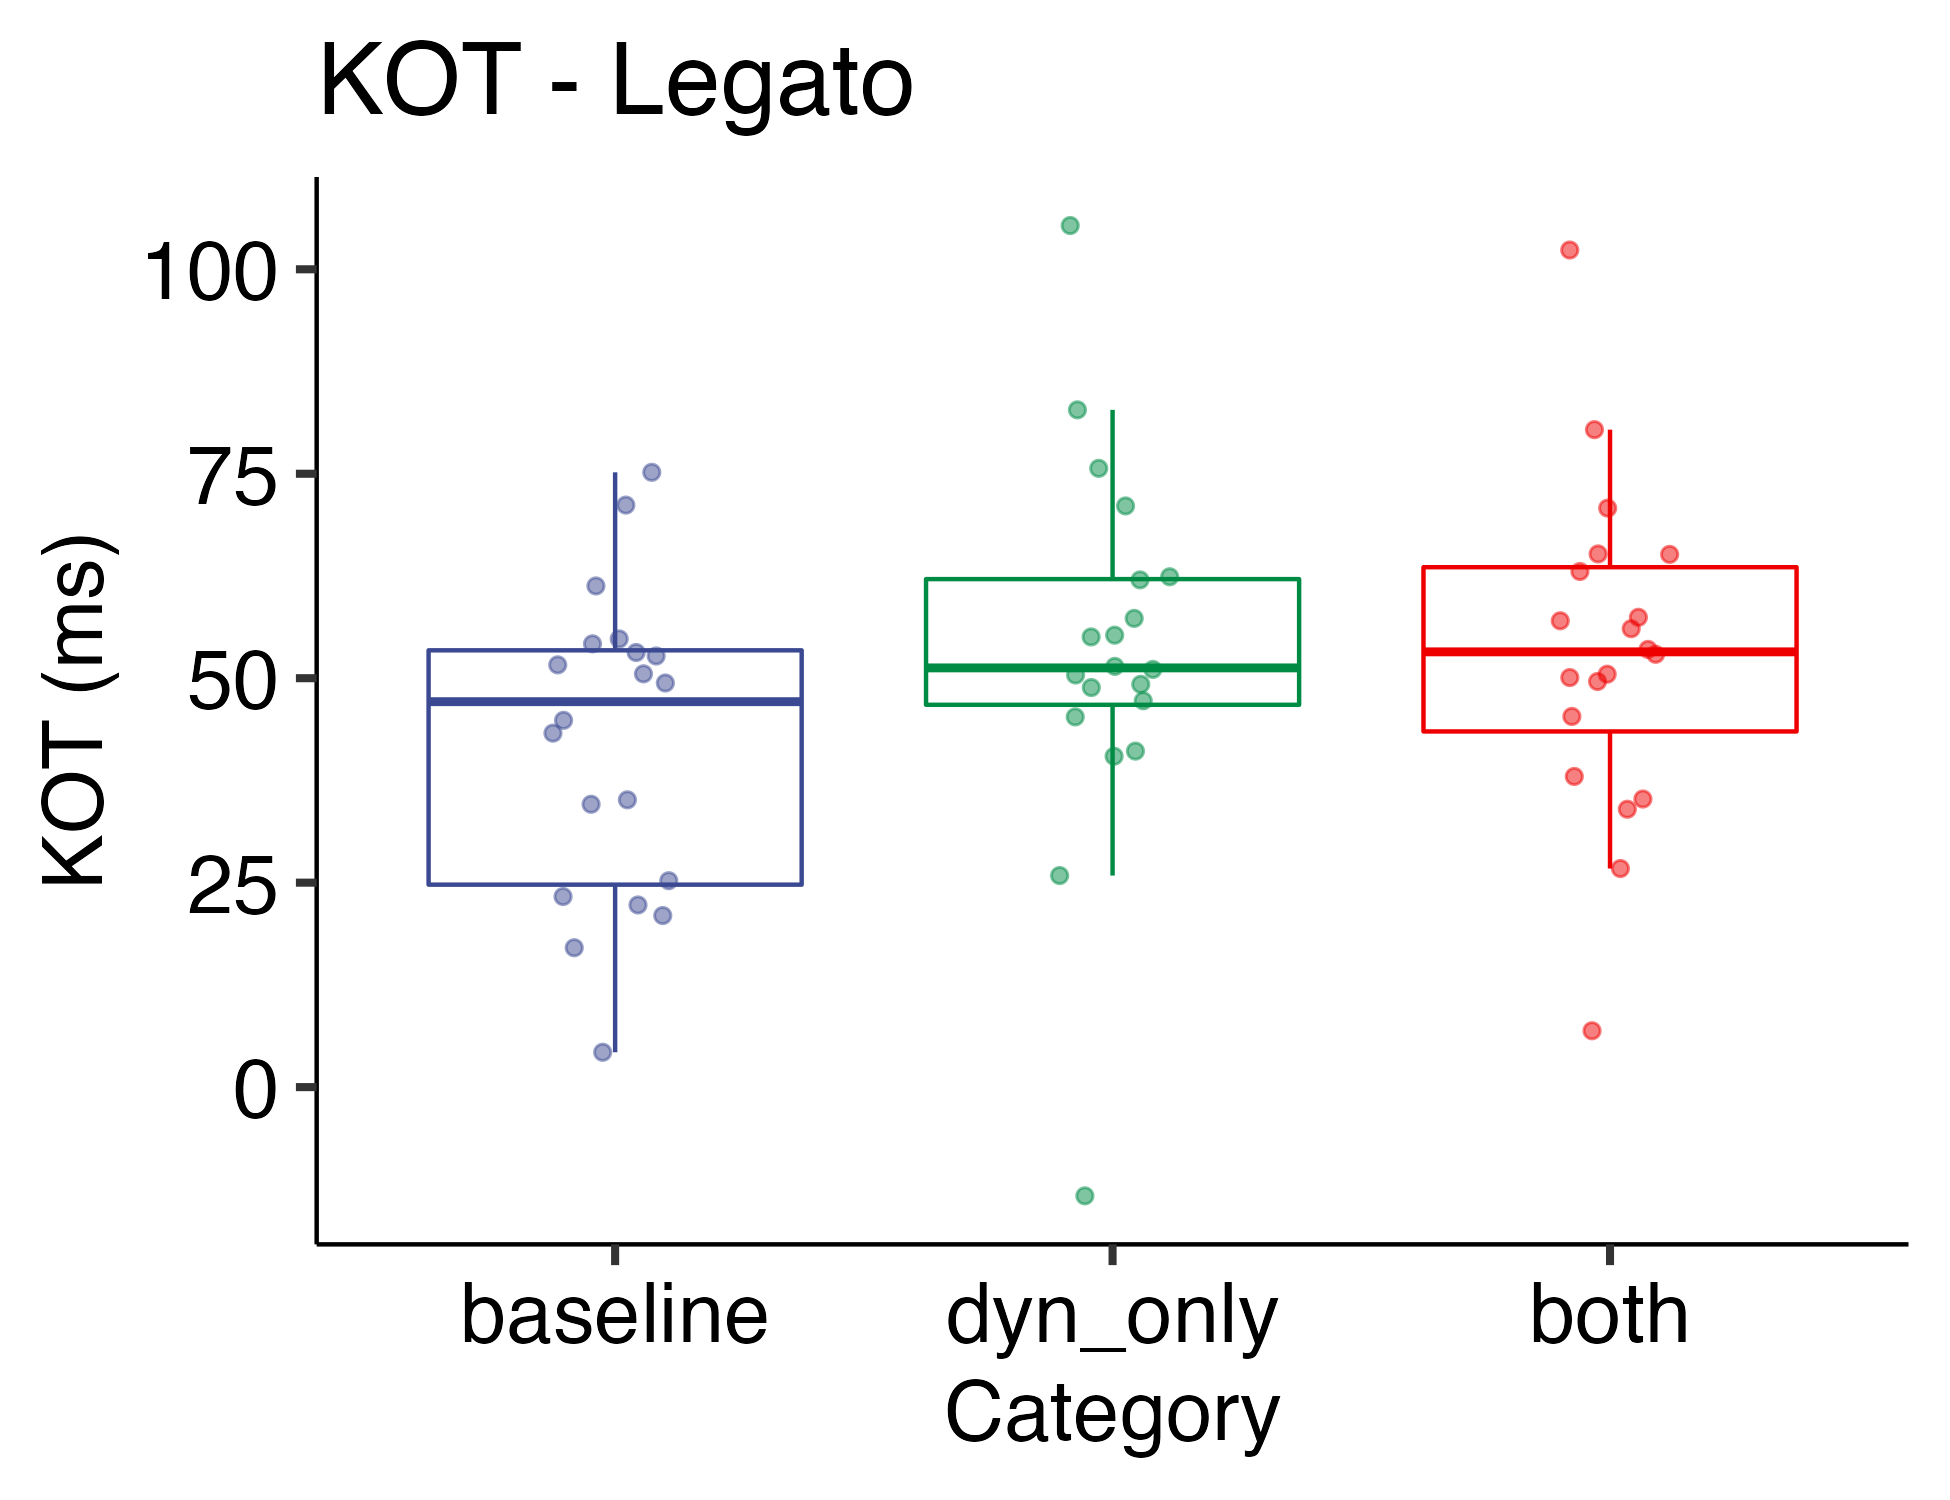 KOT - Legato
KOT (ms)
100
75
50
25
0
baseline
dyn_only
both
Category